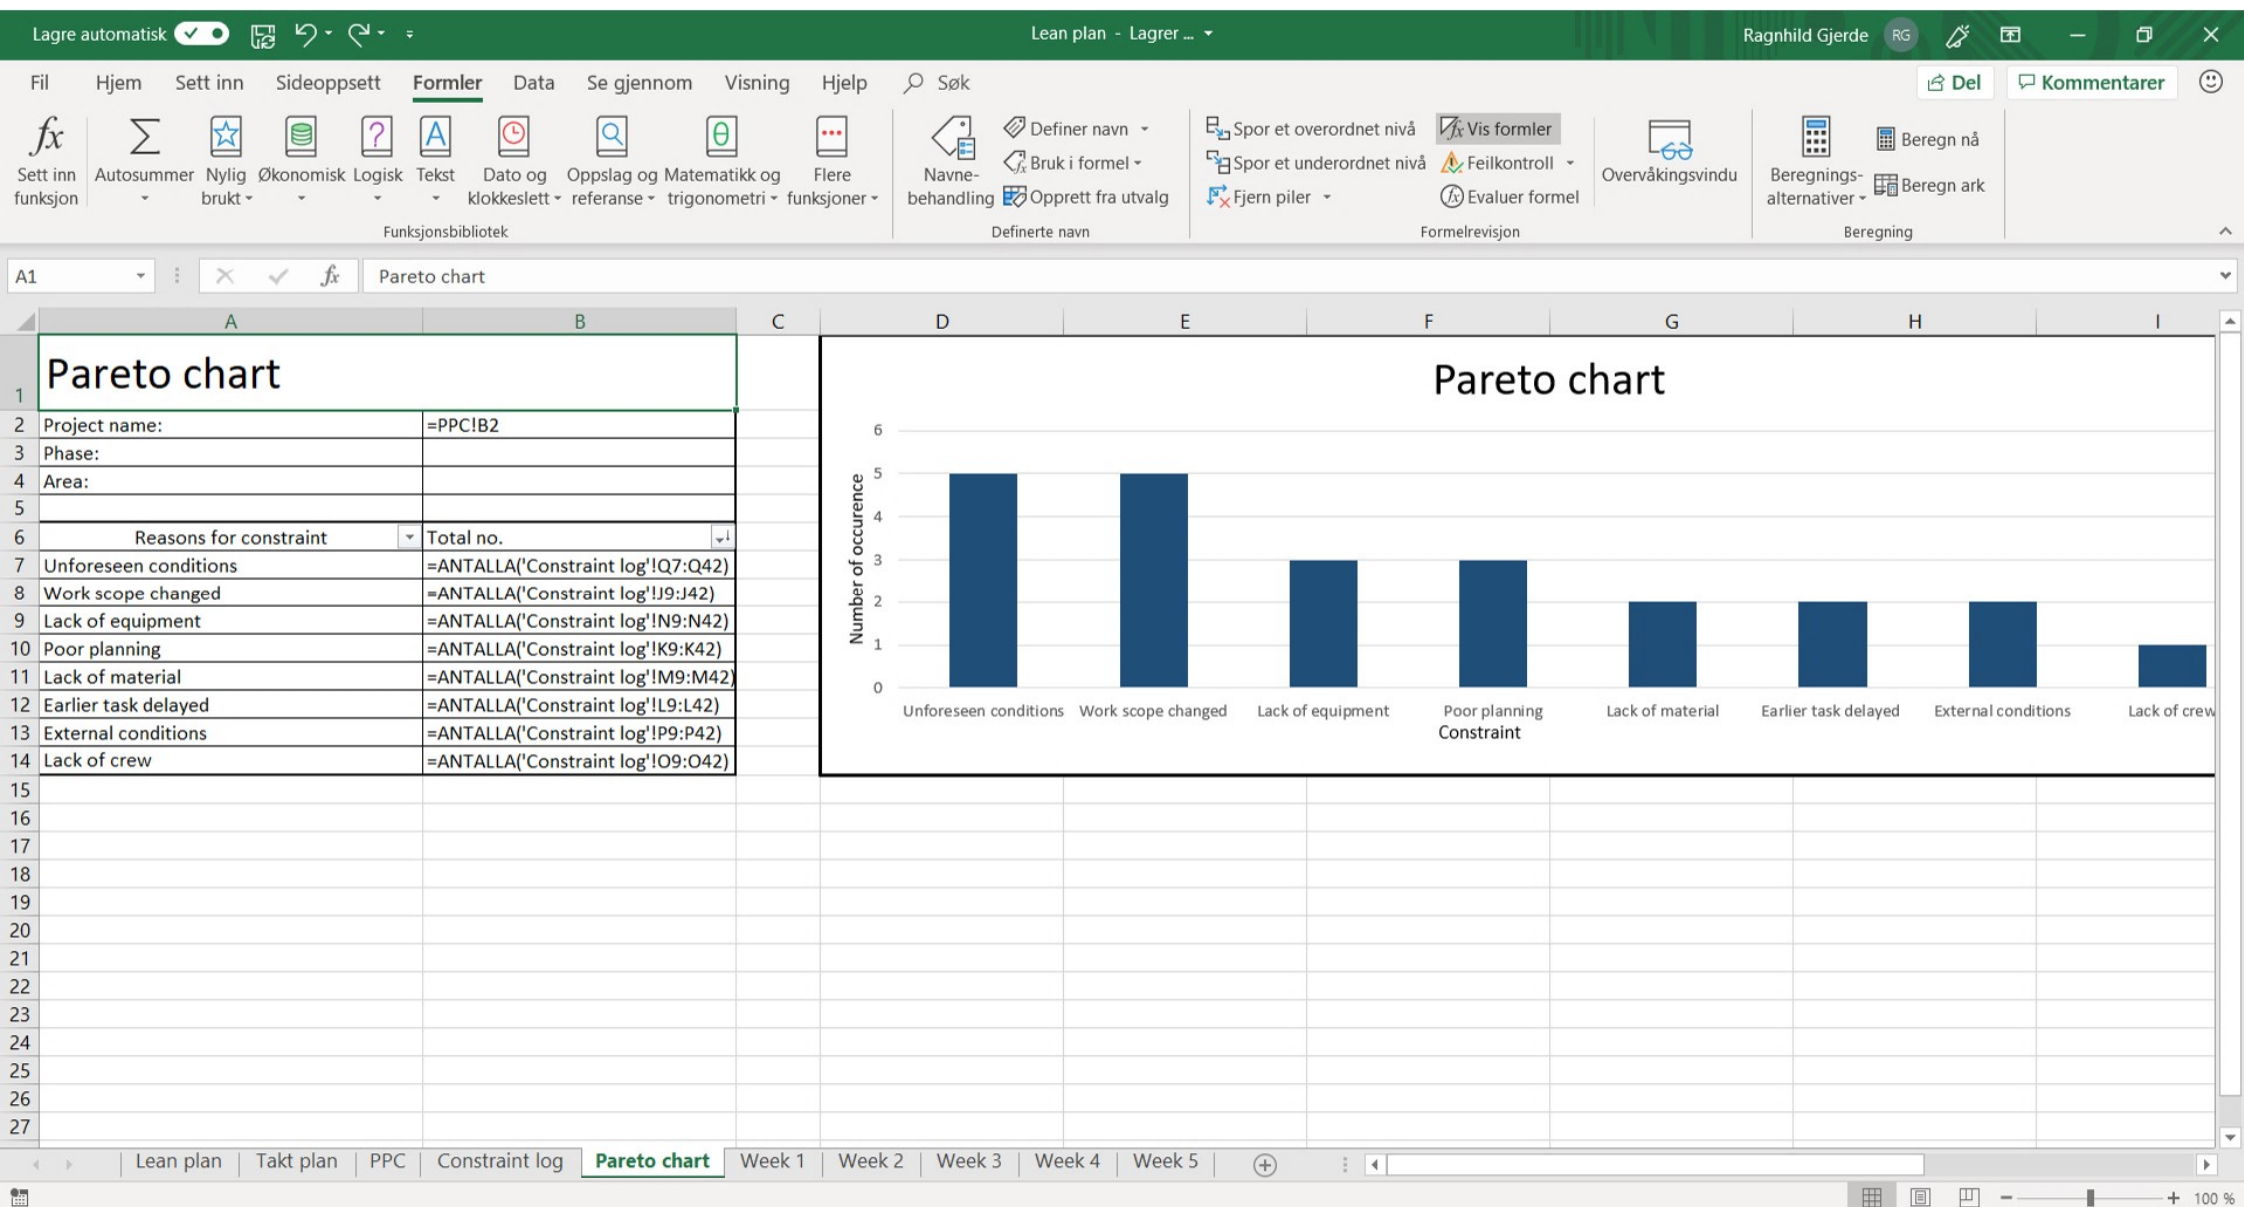 Lagre automatisk
Lean plan - Lagrer ...
Ragnhild Gjerde RG
Fil Hjem Sett inn Sideoppsett Formler Data Se gjennom Visning Hjelp Søk
Del Kommentarer
fx
Sett inn funksjon
Autosummer
Nylig brukt
Økonomisk
Logisk
Tekst
Dato og klokkeslett
Oppslag og referanse
Matematikk og trigonometri
Flere funksjoner
Funksjonsbibliotek
Navne-
behandling
Definer navn
Bruk i formel
Opprett fra utvalg
Definerte navn
Spor et overordnet nivå
Spor et underordnet nivå
Fjern piler
Vis formler
Feilkontroll
Evaluer formel
Formelrevisjon
Overvåkingsvindu
Beregnings-
alternativer
Beregn nå
Beregn ark
Beregning
A1 fx Pareto chart
A B C D E F G H I
1 Pareto chart
2 Project name: =PPC!B2
3 Phase:
4 Area:
5
6 Reasons for constraint Total no.
7 Unforeseen conditions =ANTALLA('Constraint log'!Q7:Q42)
8 Work scope changed =ANTALLA('Constraint log'!J9:J42)
9 Lack of equipment =ANTALLA('Constraint log'!N9:N42)
10 Poor planning =ANTALLA('Constraint log'!K9:K42)
11 Lack of material =ANTALLA('Constraint log'!M9:M42)
12 Earlier task delayed =ANTALLA('Constraint log'!L9:L42)
13 External conditions =ANTALLA('Constraint log'!P9:P42)
14 Lack of crew =ANTALLA('Constraint log'!O9:O42)
15
16
17
18
19
20
21
22
23
24
25
26
27
Pareto chart
Number of occurence
6
5
4
3
2
1
0
Unforeseen conditions Work scope changed Lack of equipment Poor planning Lack of material Earlier task delayed External conditions Lack of crew
Constraint
Lean plan Takt plan PPC Constraint log Pareto chart Week 1 Week 2 Week 3 Week 4 Week 5
100 %